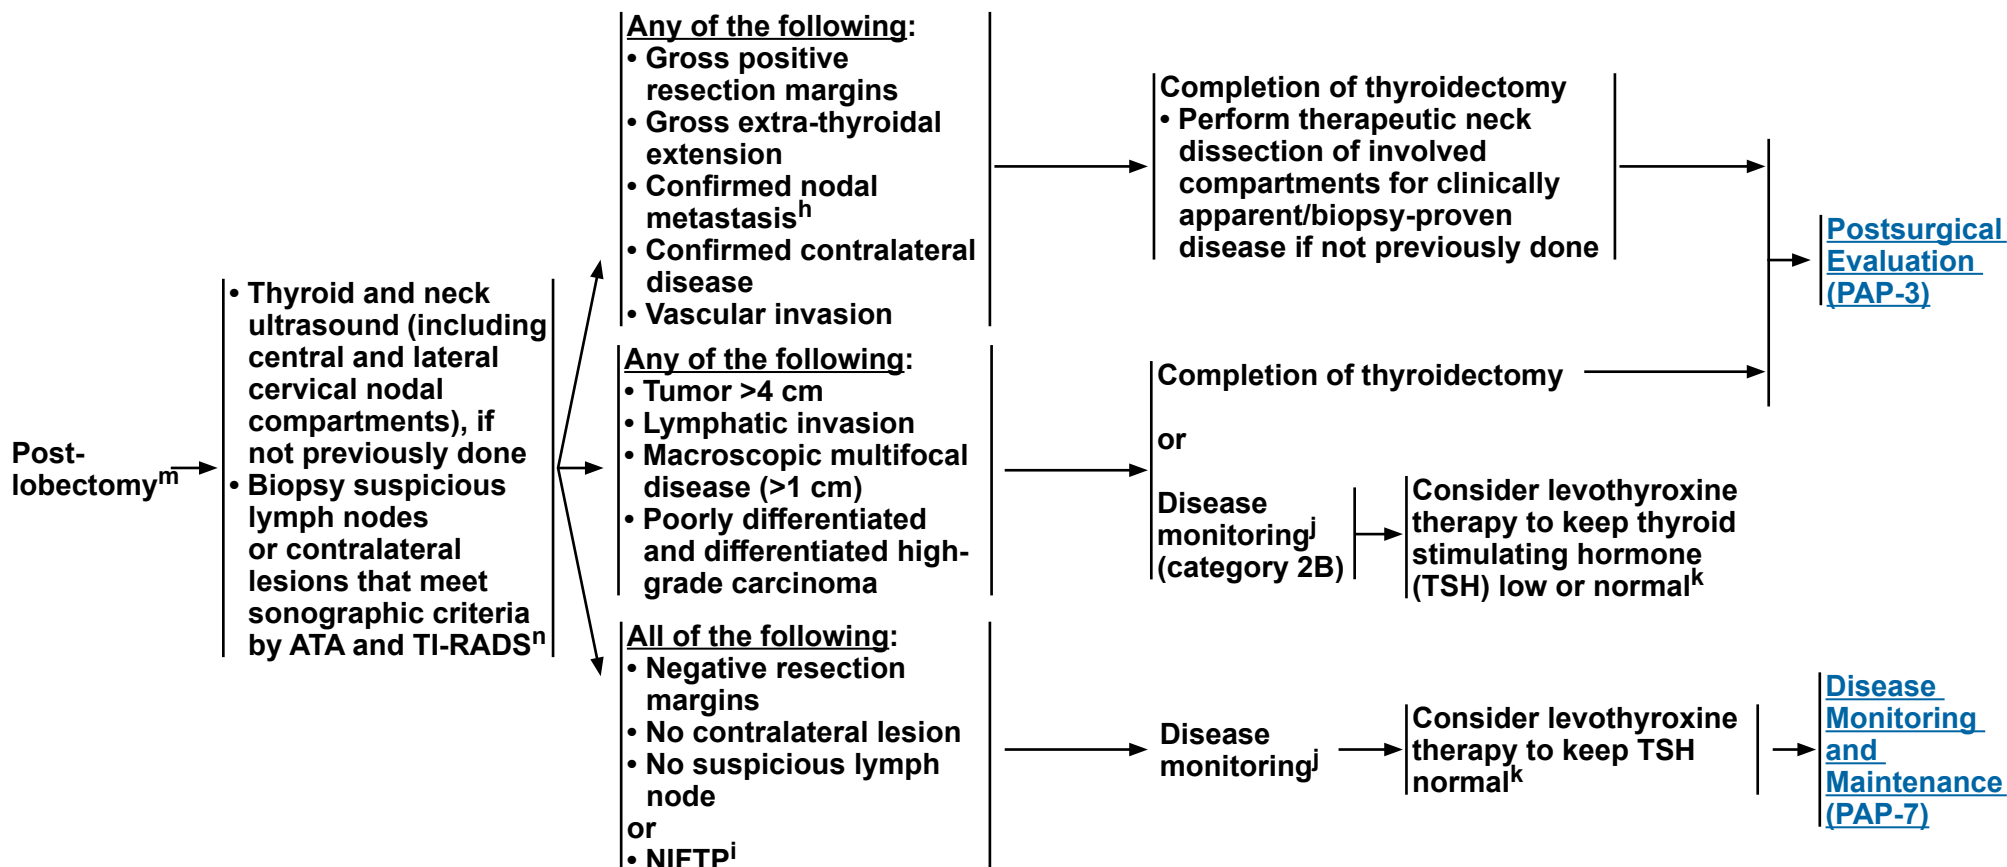 Post-
lobectomyᵐ
• Thyroid and neck
ultrasound (including
central and lateral
cervical nodal
compartments), if
not previously done
• Biopsy suspicious
lymph nodes
or contralateral
lesions that meet
sonographic criteria
by ATA and TI-RADSⁿ
Any of the following:
• Gross positive
resection margins
• Gross extra-thyroidal
extension
• Confirmed nodal
metastasisʰ
• Confirmed contralateral
disease
• Vascular invasion
Completion of thyroidectomy
• Perform therapeutic neck
dissection of involved
compartments for clinically
apparent/biopsy-proven
disease if not previously done
Postsurgical
Evaluation
(PAP-3)
Any of the following:
• Tumor >4 cm
• Lymphatic invasion
• Macroscopic multifocal
disease (>1 cm)
• Poorly differentiated
and differentiated high-
grade carcinoma
Completion of thyroidectomy
or
Disease
monitoringʲ
(category 2B)
Consider levothyroxine
therapy to keep thyroid
stimulating hormone
(TSH) low or normalᵏ
All of the following:
• Negative resection
margins
• No contralateral lesion
• No suspicious lymph
node
or
• NIFTPⁱ
Disease
monitoringʲ
Consider levothyroxine
therapy to keep TSH
normalᵏ
Disease
Monitoring
and
Maintenance
(PAP-7)